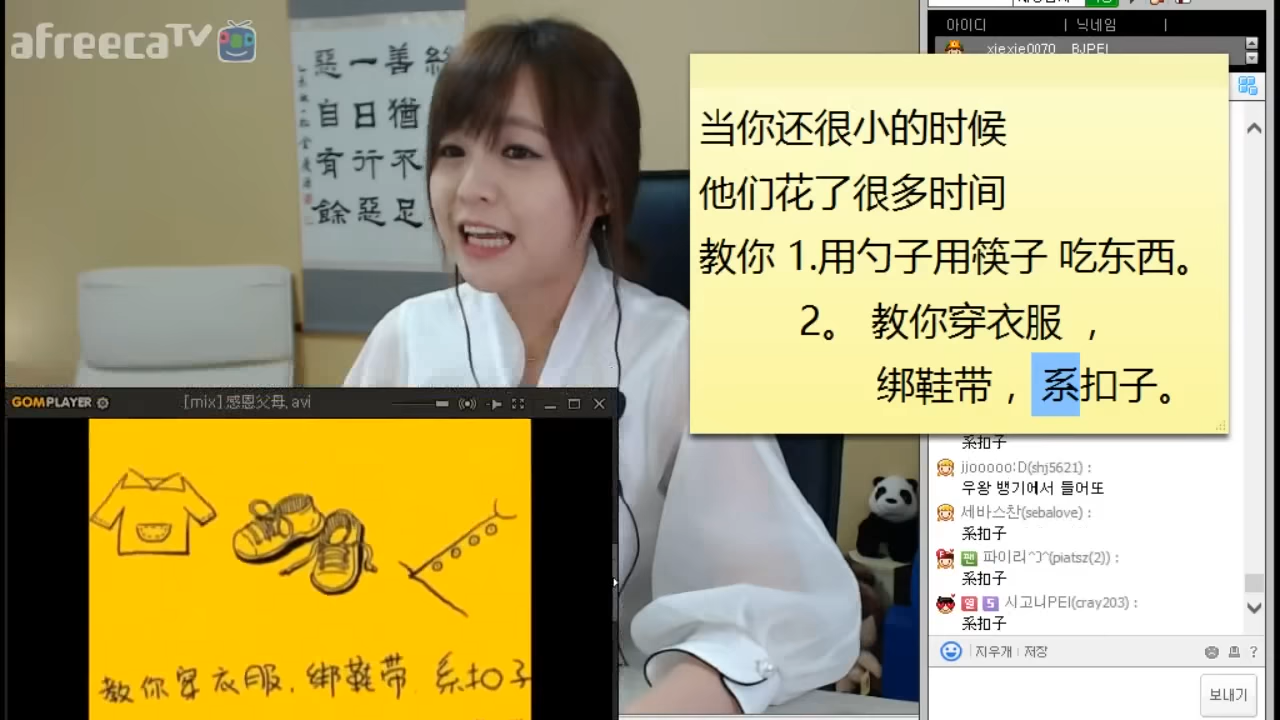 afreecaTV
아이디 | 닉네임 |
xiexie0070 BJPEI
終善一惡
猶日自
不行有
足惡餘
当你还很小的时候
他们花了很多时间
教你 1.用勺子用筷子 吃东西。
2。 教你穿衣服 ，
绑鞋带，系扣子。
GOMPLAYER [mix]感恩父母.avi
教你穿衣服.绑鞋带.系扣子
系扣子
jjooooo:D(shj5621) :
우왕 뱅기에서 들어또
세바스찬(sebalove) :
系扣子
팬 파이리^^)^(piatsz(2)) :
系扣子
열 5 시고니PEI(cray203) :
系扣子
지우개 | 저장 ?
보내기